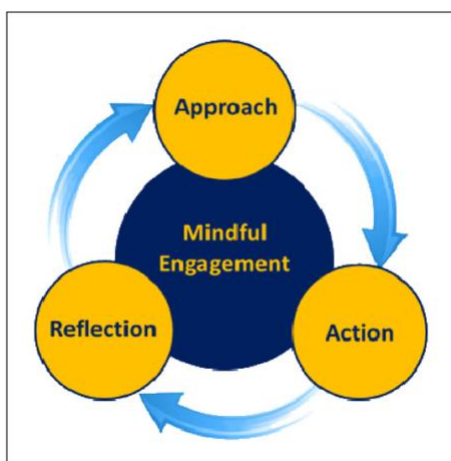 Approach
Mindful
Engagement
Reflection
Action